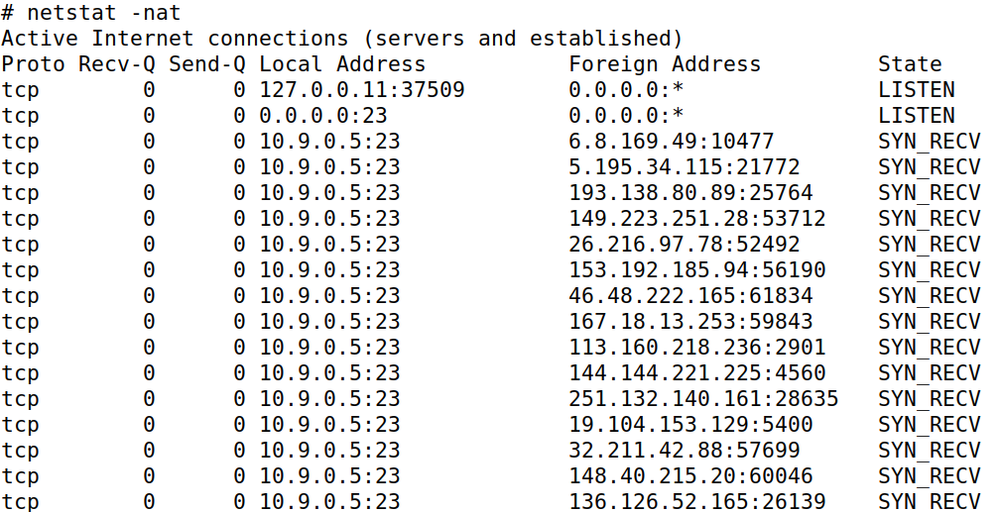 # netstat -nat
Active Internet connections (servers and established)
Proto Recv-Q Send-Q Local Address           Foreign Address         State
tcp        0      0 127.0.0.11:37509        0.0.0.0:*               LISTEN
tcp        0      0 0.0.0.0:23              0.0.0.0:*               LISTEN
tcp        0      0 10.9.0.5:23             6.8.169.49:10477        SYN_RECV
tcp        0      0 10.9.0.5:23             5.195.34.115:21772      SYN_RECV
tcp        0      0 10.9.0.5:23             193.138.80.89:25764     SYN_RECV
tcp        0      0 10.9.0.5:23             149.223.251.28:53712    SYN_RECV
tcp        0      0 10.9.0.5:23             26.216.97.78:52492      SYN_RECV
tcp        0      0 10.9.0.5:23             153.192.185.94:56190    SYN_RECV
tcp        0      0 10.9.0.5:23             46.48.222.165:61834     SYN_RECV
tcp        0      0 10.9.0.5:23             167.18.13.253:59843     SYN_RECV
tcp        0      0 10.9.0.5:23             113.160.218.236:2901    SYN_RECV
tcp        0      0 10.9.0.5:23             144.144.221.225:4560    SYN_RECV
tcp        0      0 10.9.0.5:23             251.132.140.161:28635   SYN_RECV
tcp        0      0 10.9.0.5:23             19.104.153.129:5400     SYN_RECV
tcp        0      0 10.9.0.5:23             32.211.42.88:57699      SYN_RECV
tcp        0      0 10.9.0.5:23             148.40.215.20:60046     SYN_RECV
tcp        0      0 10.9.0.5:23             136.126.52.165:26139    SYN_RECV